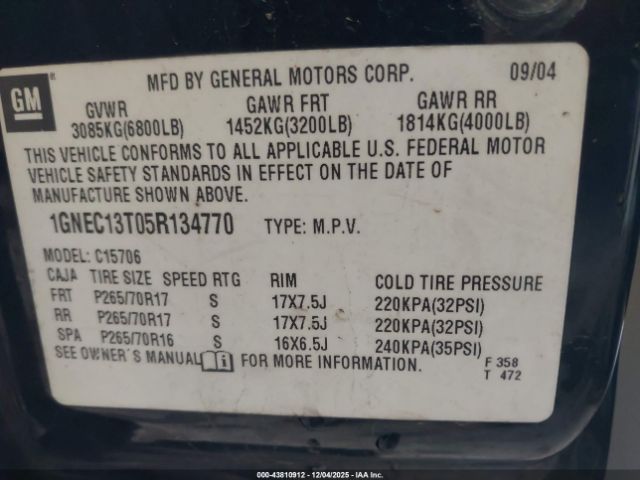 MFD BY GENERAL MOTORS CORP. 09/04
GM
GVWR GAWR FRT GAWR RR
3085KG(6800LB) 1452KG(3200LB) 1814KG(4000LB)
THIS VEHICLE CONFORMS TO ALL APPLICABLE U.S. FEDERAL MOTOR
VEHICLE SAFETY STANDARDS IN EFFECT ON THE DATE OF
MANUFACTURE SHOWN ABOVE.
1GNEC13T05R134770 TYPE: M.P.V.
MODEL: C15706
CAJA TIRE SIZE SPEED RTG RIM COLD TIRE PRESSURE
FRT P265/70R17 S 17X7.5J 220KPA(32PSI)
RR P265/70R17 S 17X7.5J 220KPA(32PSI)
SPA P265/70R16 S 16X6.5J 240KPA(35PSI)
SEE OWNER'S MANUAL FOR MORE INFORMATION.
F 358
T 472
000-43810912 - 12/04/2025 - IAA Inc.